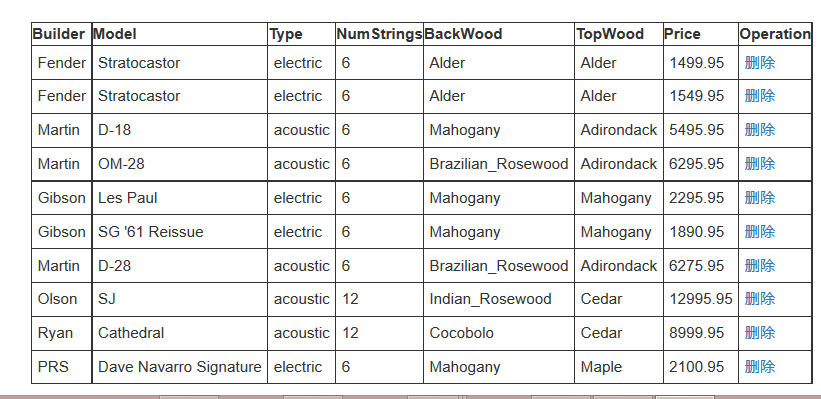 Builder Model Type NumStrings BackWood TopWood Price Operation
Fender Stratocastor electric 6 Alder Alder 1499.95 删除
Fender Stratocastor electric 6 Alder Alder 1549.95 删除
Martin D-18 acoustic 6 Mahogany Adirondack 5495.95 删除
Martin OM-28 acoustic 6 Brazilian_Rosewood Adirondack 6295.95 删除
Gibson Les Paul electric 6 Mahogany Mahogany 2295.95 删除
Gibson SG '61 Reissue electric 6 Mahogany Mahogany 1890.95 删除
Martin D-28 acoustic 6 Brazilian_Rosewood Adirondack 6275.95 删除
Olson SJ acoustic 12 Indian_Rosewood Cedar 12995.95 删除
Ryan Cathedral acoustic 12 Cocobolo Cedar 8999.95 删除
PRS Dave Navarro Signature electric 6 Mahogany Maple 2100.95 删除